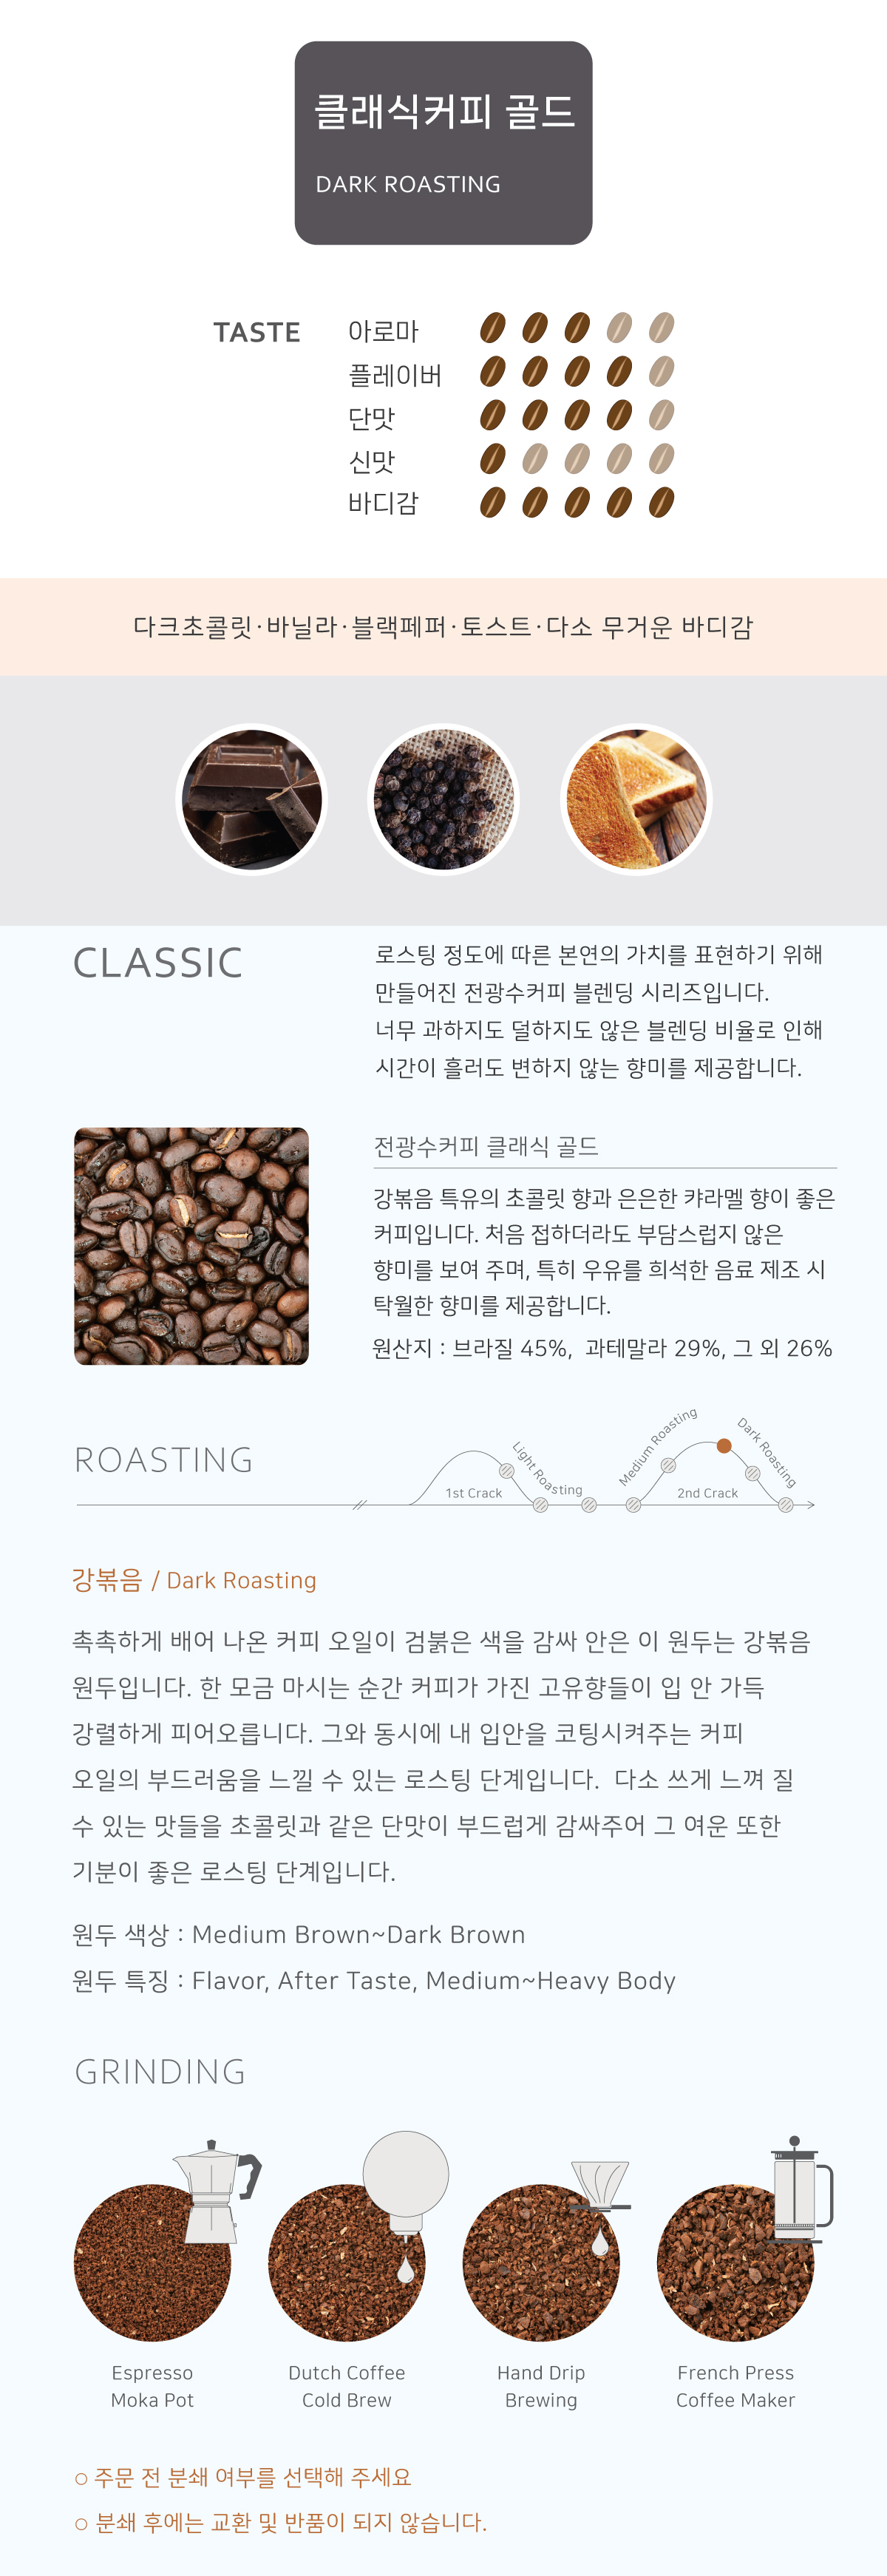 클래식커피 골드
DARK ROASTING
TASTE
아로마
플레이버
단맛
신맛
바디감
다크초콜릿·바닐라·블랙페퍼·토스트·다소 무거운 바디감
CLASSIC
로스팅 정도에 따른 본연의 가치를 표현하기 위해
만들어진 전광수커피 블렌딩 시리즈입니다.
너무 과하지도 덜하지도 않은 블렌딩 비율로 인해
시간이 흘러도 변하지 않는 향미를 제공합니다.
전광수커피 클래식 골드
강볶음 특유의 초콜릿 향과 은은한 캬라멜 향이 좋은
커피입니다. 처음 접하더라도 부담스럽지 않은
향미를 보여 주며, 특히 우유를 희석한 음료 제조 시
탁월한 향미를 제공합니다.
원산지 : 브라질 45%, 과테말라 29%, 그 외 26%
ROASTING
1st Crack
Light Roasting
Medium Roasting
2nd Crack
Dark Roasting
강볶음 / Dark Roasting
촉촉하게 배어 나온 커피 오일이 검붉은 색을 감싸 안은 이 원두는 강볶음
원두입니다. 한 모금 마시는 순간 커피가 가진 고유향들이 입 안 가득
강렬하게 피어오릅니다. 그와 동시에 내 입안을 코팅시켜주는 커피
오일의 부드러움을 느낄 수 있는 로스팅 단계입니다. 다소 쓰게 느껴 질
수 있는 맛들을 초콜릿과 같은 단맛이 부드럽게 감싸주어 그 여운 또한
기분이 좋은 로스팅 단계입니다.
원두 색상 : Medium Brown~Dark Brown
원두 특징 : Flavor, After Taste, Medium~Heavy Body
GRINDING
Espresso
Moka Pot
Dutch Coffee
Cold Brew
Hand Drip
Brewing
French Press
Coffee Maker
○ 주문 전 분쇄 여부를 선택해 주세요
○ 분쇄 후에는 교환 및 반품이 되지 않습니다.